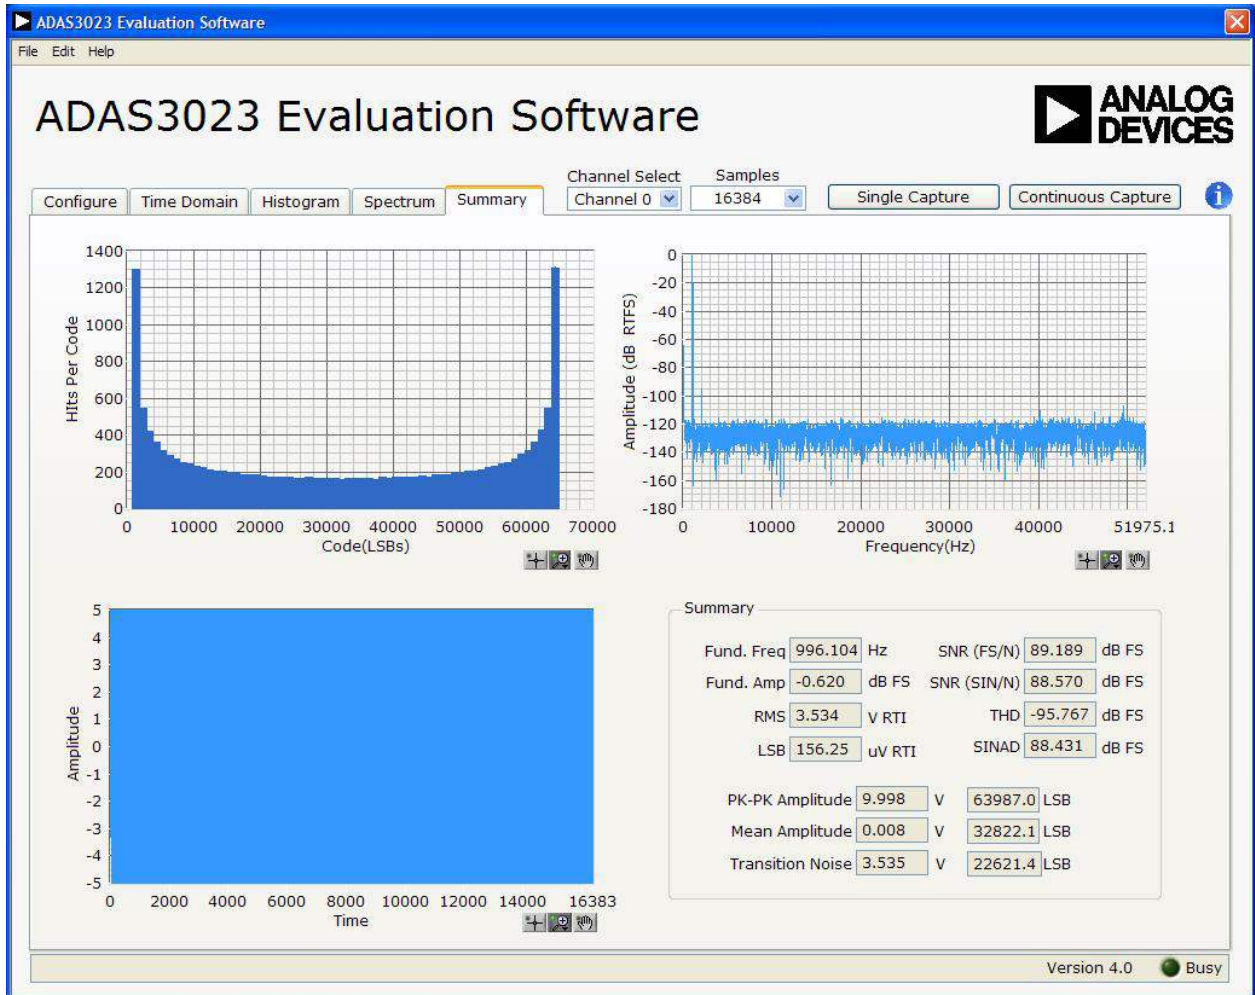 ADAS3023 Evaluation Software
File Edit Help
ADAS3023 Evaluation Software
ANALOG
DEVICES
Channel Select Samples
Configure Time Domain Histogram Spectrum Summary Channel 0 16384 Single Capture Continuous Capture i
HIts Per Code
1400
1200
1000
800
600
400
200
0
0 10000 20000 30000 40000 50000 60000 70000
Code(LSBs)
Amplitude (dB RTFS)
0
-20
-40
-60
-80
-100
-120
-140
-160
-180
0 10000 20000 30000 40000 51975.1
Frequency(Hz)
Amplitude
5
4
3
2
1
0
-1
-2
-3
-4
-5
0 2000 4000 6000 8000 10000 12000 14000 16383
Time
Summary
Fund. Freq 996.104 Hz SNR (FS/N) 89.189 dB FS
Fund. Amp -0.620 dB FS SNR (SIN/N) 88.570 dB FS
RMS 3.534 V RTI THD -95.767 dB FS
LSB 156.25 uV RTI SINAD 88.431 dB FS
PK-PK Amplitude 9.998 V 63987.0 LSB
Mean Amplitude 0.008 V 32822.1 LSB
Transition Noise 3.535 V 22621.4 LSB
Version 4.0 Busy